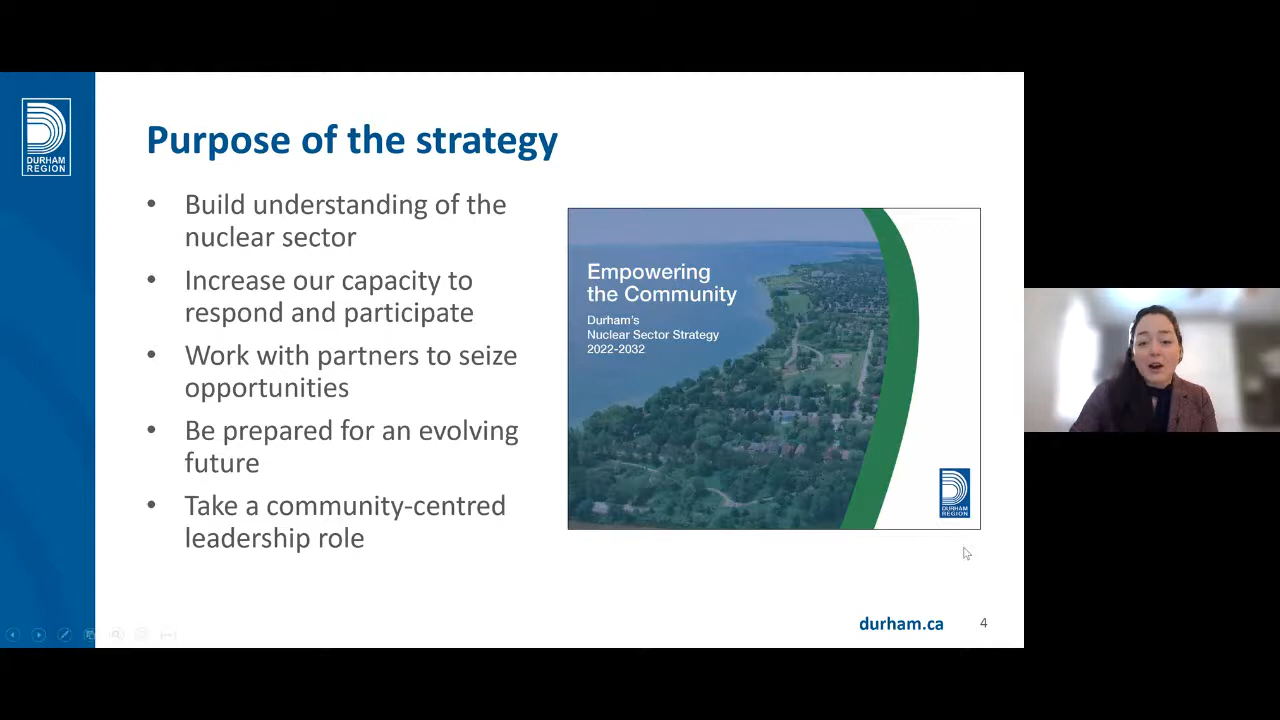 DURHAM
REGION
Purpose of the strategy
• Build understanding of the
nuclear sector
• Increase our capacity to
respond and participate
• Work with partners to seize
opportunities
• Be prepared for an evolving
future
• Take a community-centred
leadership role
Empowering
the Community
Durham's
Nuclear Sector Strategy
2022-2032
DURHAM
REGION
durham.ca
4